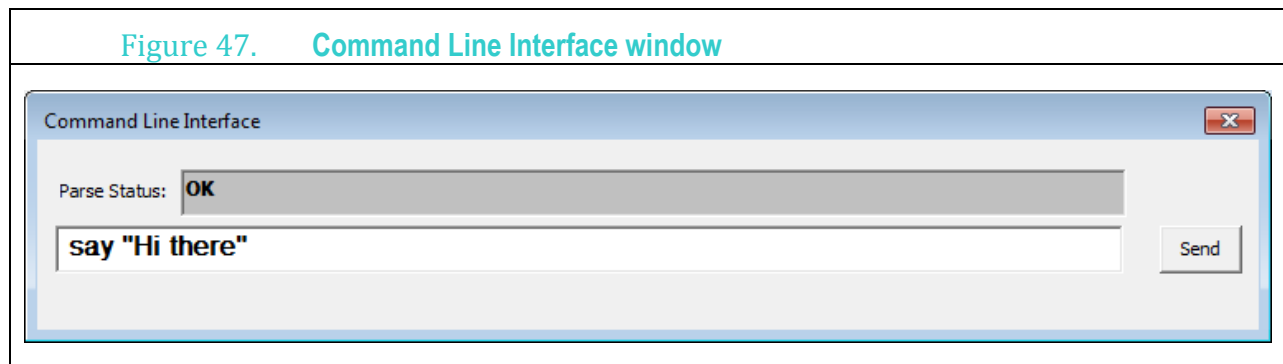 Figure 47. Command Line Interface window
Command Line Interface
Parse Status: OK
say "Hi there"
Send